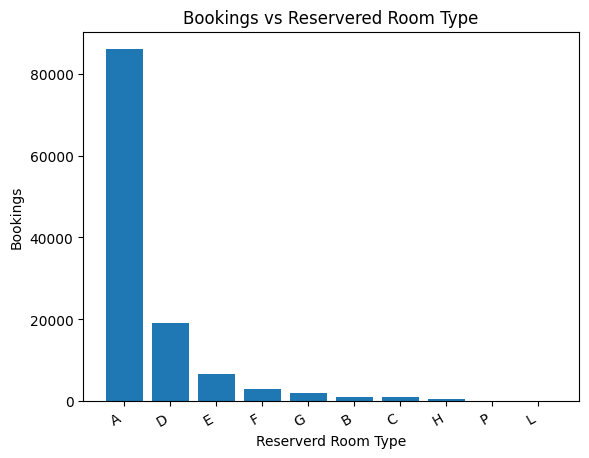 Bookings vs Reservered Room Type
Bookings
80000
60000
40000
20000
0
A D E F G B C H P L
Reserverd Room Type